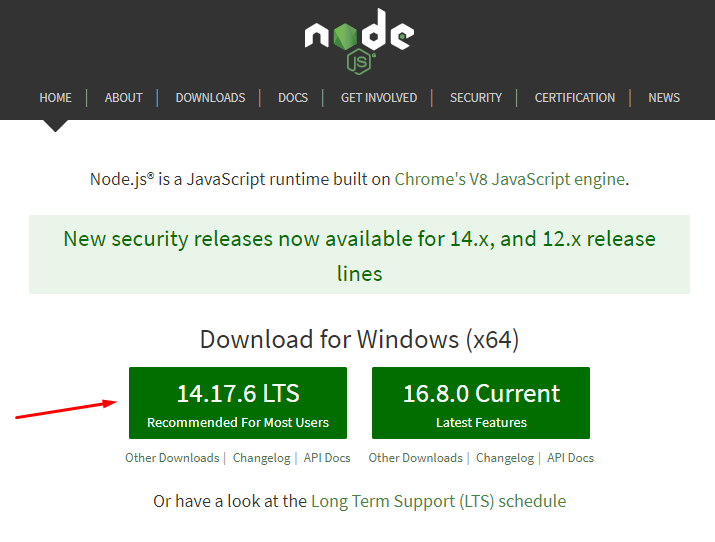 node
JS
HOME | ABOUT | DOWNLOADS | DOCS | GET INVOLVED | SECURITY | CERTIFICATION | NEWS
Node.js® is a JavaScript runtime built on Chrome's V8 JavaScript engine.
New security releases now available for 14.x, and 12.x release
lines
Download for Windows (x64)
14.17.6 LTS
Recommended For Most Users
16.8.0 Current
Latest Features
Other Downloads | Changelog | API Docs
Other Downloads | Changelog | API Docs
Or have a look at the Long Term Support (LTS) schedule